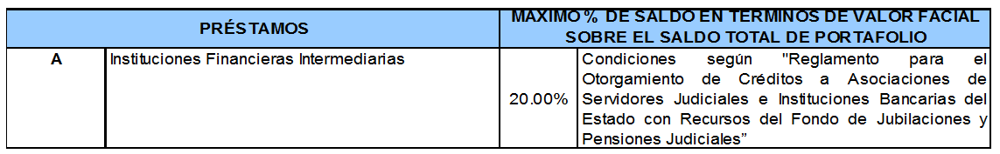 PRÉSTAMOS
MAXIMO % DE SALDO EN TERMINOS DE VALOR FACIAL
SOBRE EL SALDO TOTAL DE PORTAFOLIO
A
Instituciones Financieras Intermediarias
20.00%
Condiciones según "Reglamento para el
Otorgamiento de Créditos a Asociaciones de
Servidores Judiciales e Instituciones Bancarias del
Estado con Recursos del Fondo de Jubilaciones y
Pensiones Judiciales”